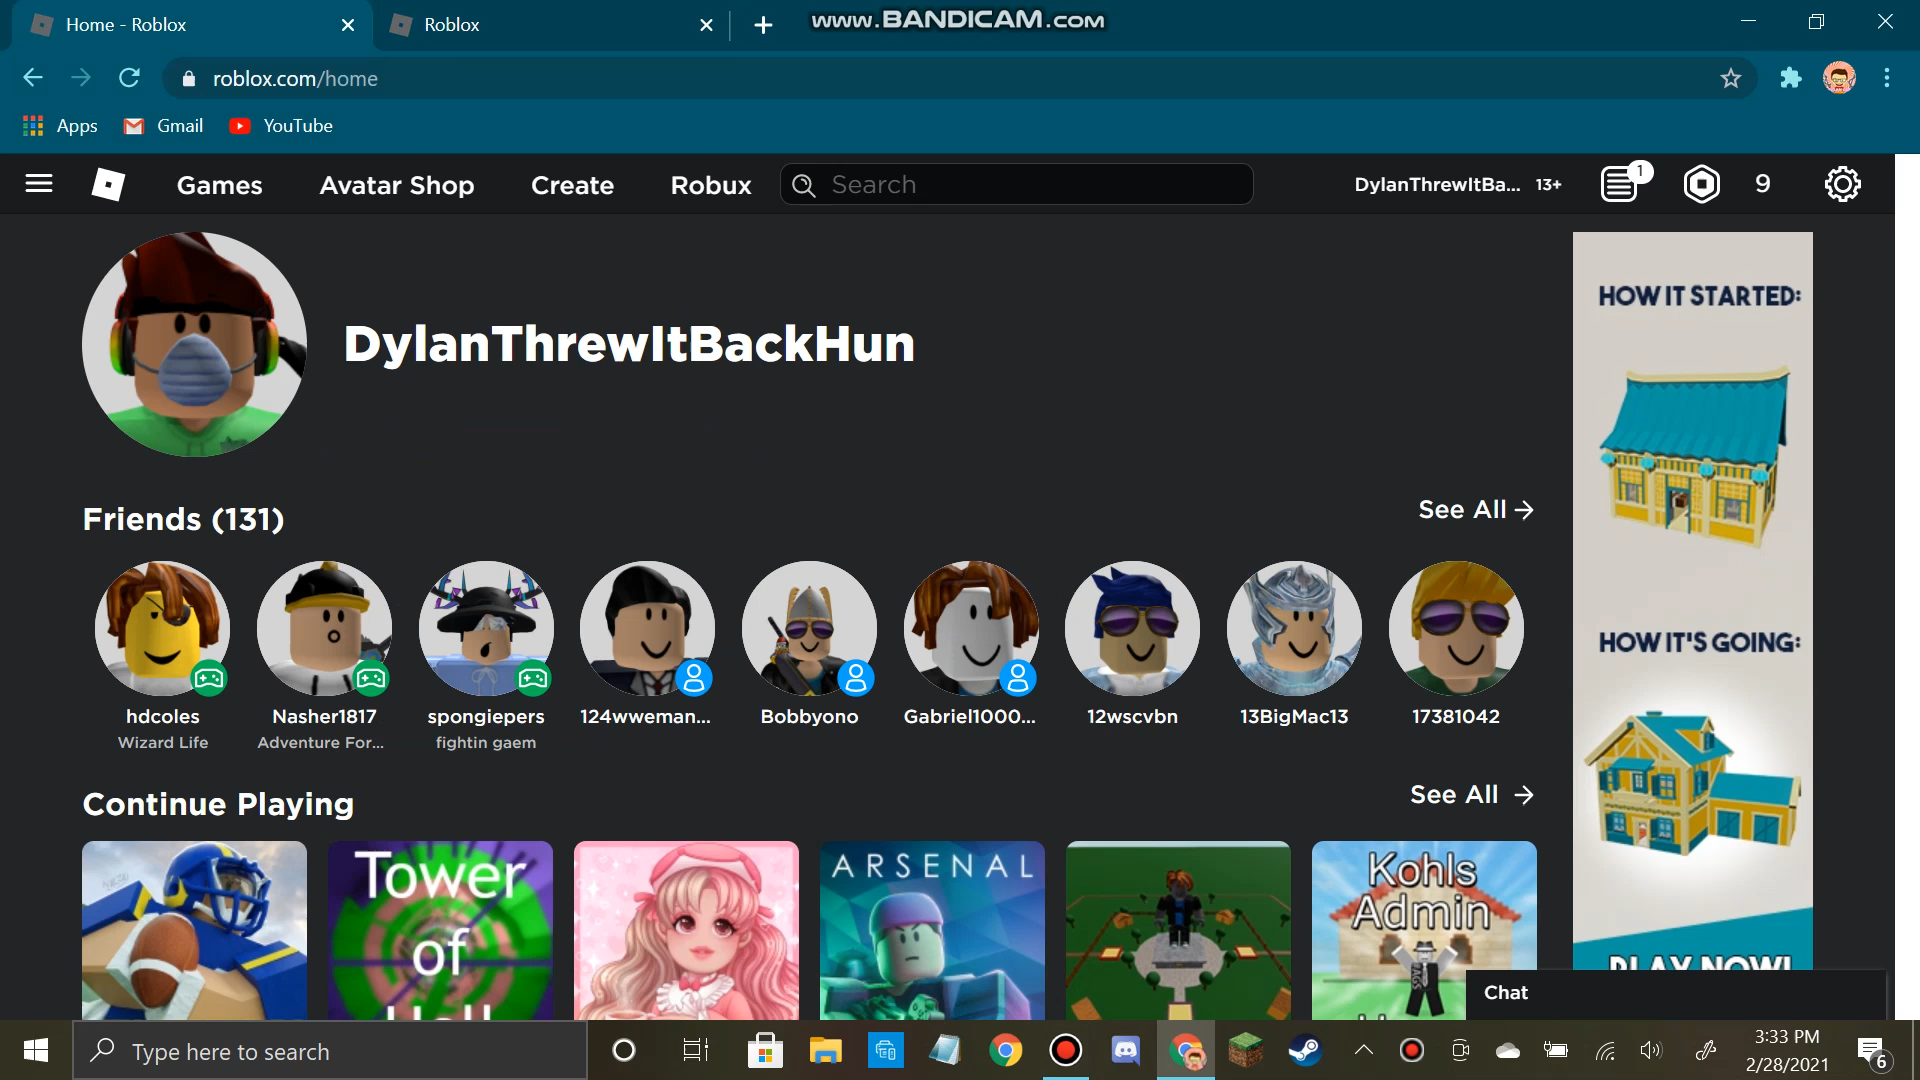 Home - Roblox
Roblox
www.BANDICAM.com
roblox.com/home
Apps
Gmail
YouTube
Games
Avatar Shop
Create
Robux
Search
DylanThrewItBa... 13+
1
9
DylanThrewItBackHun
HOW IT STARTED:
Friends (131)
See All
hdcoles
Nasher1817
spongiepers
124wweman...
Bobbyono
Gabriel1000...
12wscvbn
13BigMac13
17381042
Wizard Life
Adventure For...
fightin gaem
HOW IT'S GOING:
Continue Playing
See All
Tower
of
Hell
ARSENAL
Kohls
Admin
PLAY NOW!
Chat
Type here to search
3:33 PM
2/28/2021
6